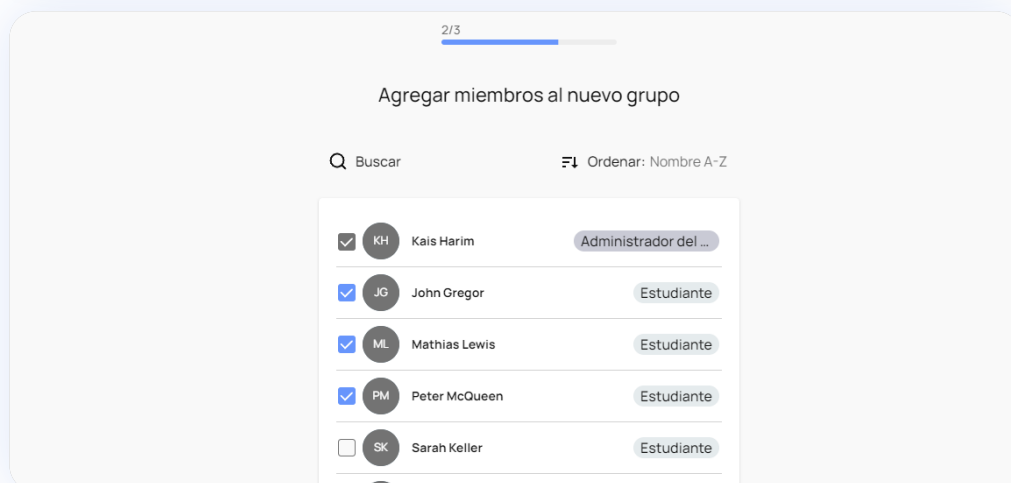 2/3
Agregar miembros al nuevo grupo
Buscar
Ordenar: Nombre A-Z
KH Kais Harim Administrador del ...
JG John Gregor Estudiante
ML Mathias Lewis Estudiante
PM Peter McQueen Estudiante
SK Sarah Keller Estudiante